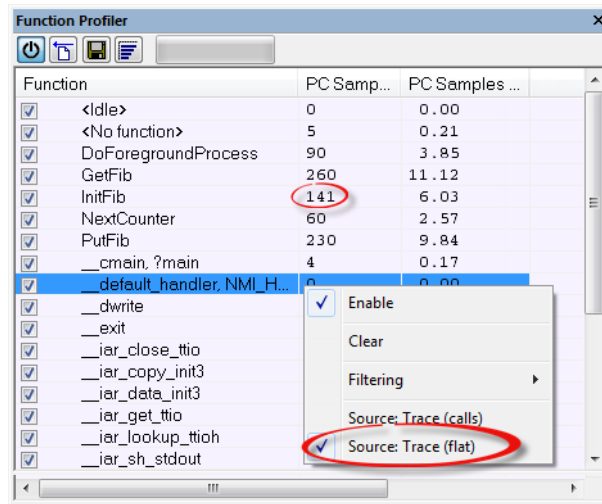 Function Profiler
Function PC Samp... PC Samples ...
<Idle> 0 0.00
<No function> 5 0.21
DoForegroundProcess 90 3.85
GetFib 260 11.12
InitFib 141 6.03
NextCounter 60 2.57
PutFib 230 9.84
__cmain, ?main 4 0.17
__default_handler, NMI_H... 0 0.00
__dwrite
Enable
__exit
__iar_close_ttio
Clear
__iar_copy_init3
__iar_data_init3
Filtering
__iar_get_ttio
Source: Trace (calls)
__iar_lookup_ttioh
Source: Trace (flat)
__iar_sh_stdout